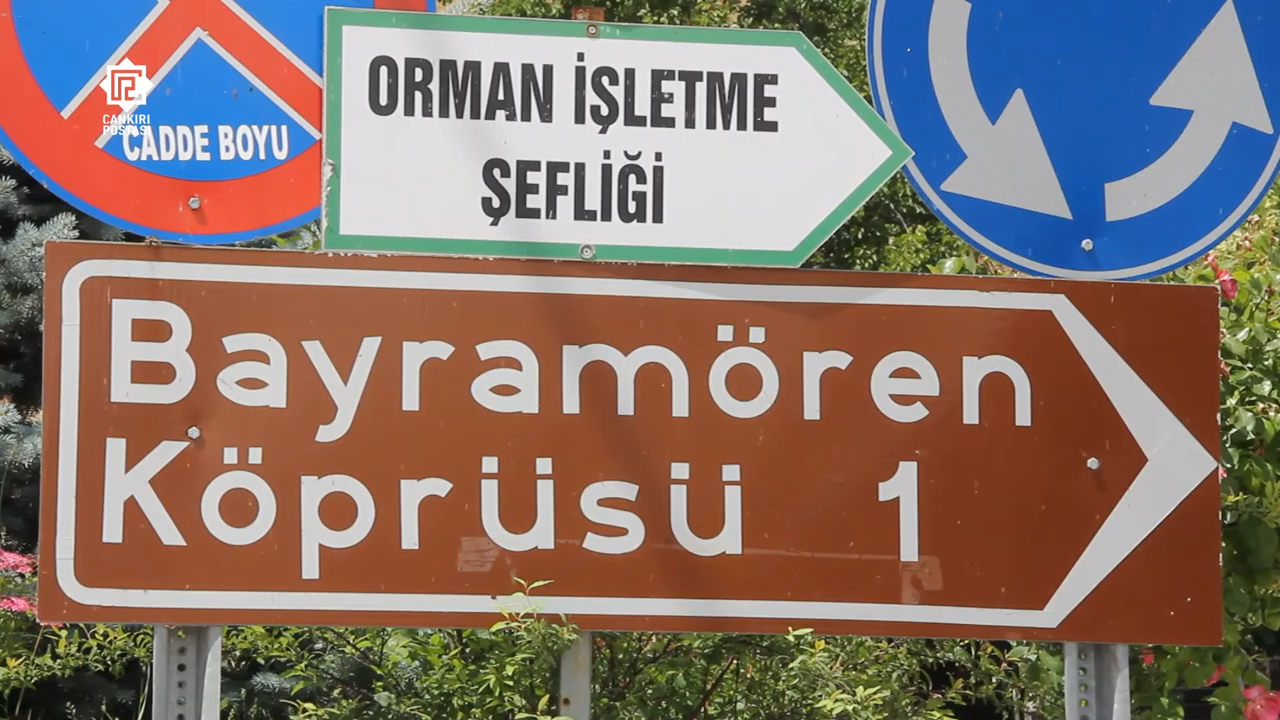 ÇANKIRI
POSTASI
CADDE BOYU
ORMAN İŞLETME
ŞEFLİĞİ
Bayramören
Köprüsü 1